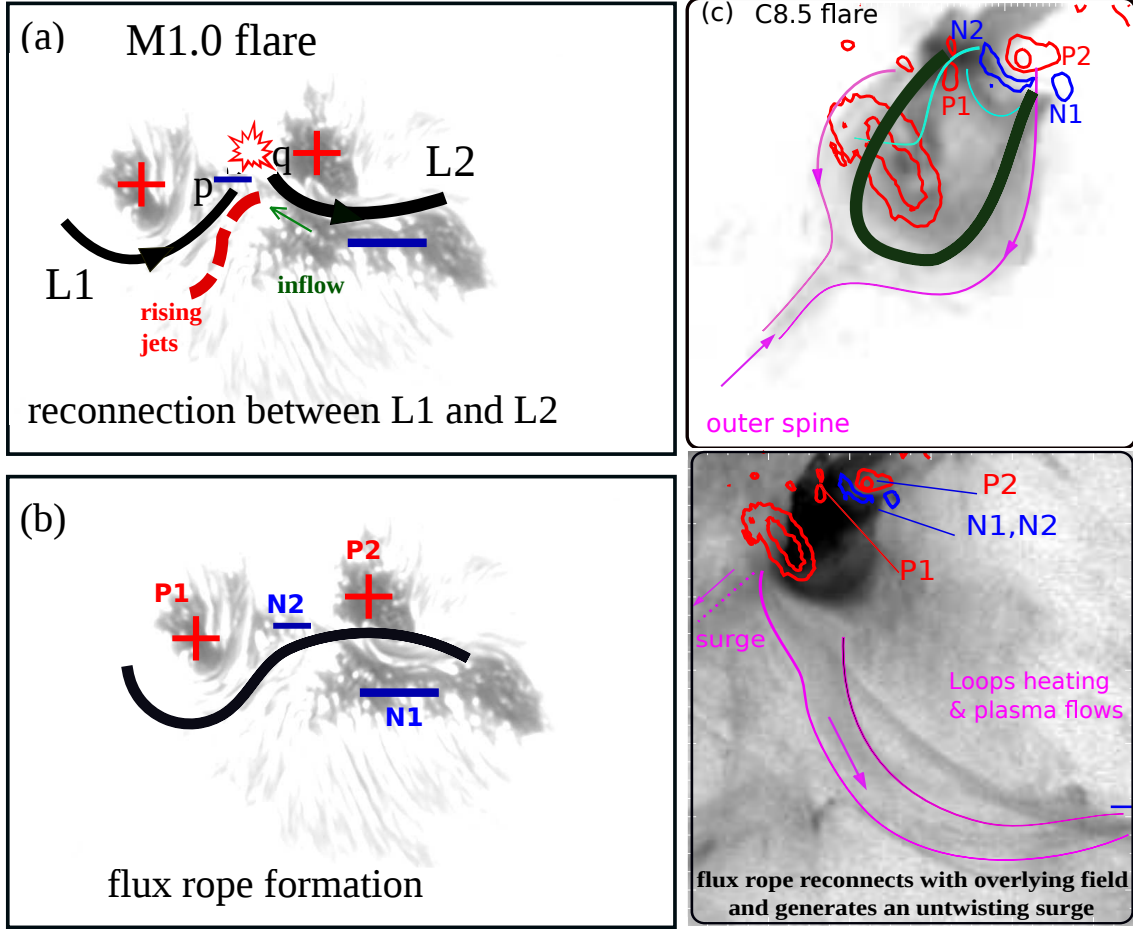 (a)
M1.0 flare
p
q
L2
L1
inflow
rising
jets
reconnection between L1 and L2
(b)
P2
P1
N2
N1
flux rope formation
(c)
C8.5 flare
N2
P2
P1
N1
outer spine
P2
N1,N2
P1
surge
Loops heating
& plasma flows
flux rope reconnects with overlying field
and generates an untwisting surge